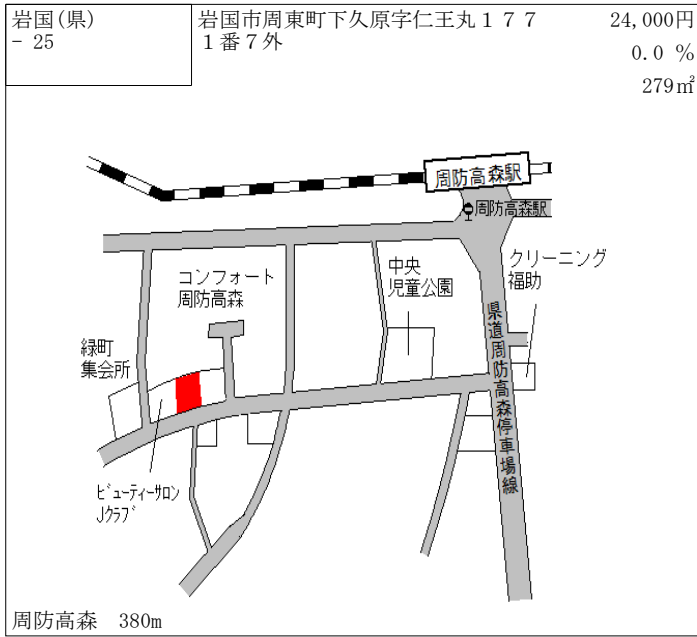 岩国(県)
- 25
岩国市周東町下久原字仁王丸１７７
１番７外
24,000円
0.0 %
279㎡
周防高森駅
周防高森駅
クリーニング
福助
中央
児童公園
コンフォート
周防高森
県道周防高森停車場線
緑町
集会所
ﾋﾞｭｰﾃｨｰｻﾛﾝ
Jｸﾗﾌﾞ
周防高森　380m